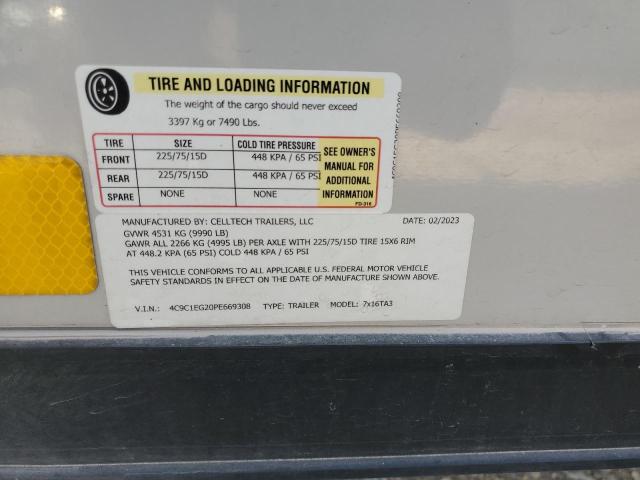 TIRE AND LOADING INFORMATION
The weight of the cargo should never exceed
3397 Kg or 7490 Lbs.
TIRE SIZE COLD TIRE PRESSURE
FRONT 225/75/15D 448 KPA / 65 PSI
REAR 225/75/15D 448 KPA / 65 PSI
SPARE NONE NONE
SEE OWNER'S
MANUAL FOR
ADDITIONAL
INFORMATION
FD-316
MANUFACTURED BY: CELLTECH TRAILERS, LLC DATE: 02/2023
GVWR 4531 KG (9990 LB)
GAWR ALL 2266 KG (4995 LB) PER AXLE WITH 225/75/15D TIRE 15X6 RIM
AT 448.2 KPA (65 PSI) COLD 448 KPA / 65 PSI
THIS VEHICLE CONFORMS TO ALL APPLICABLE U.S. FEDERAL MOTOR VEHICLE
SAFETY STANDARDS IN EFFECT ON THE DATE OF MANUFACTURE SHOWN ABOVE.
V.I.N.: 4C9C1EG20PE669308 TYPE: TRAILER MODEL: 7x16TA3